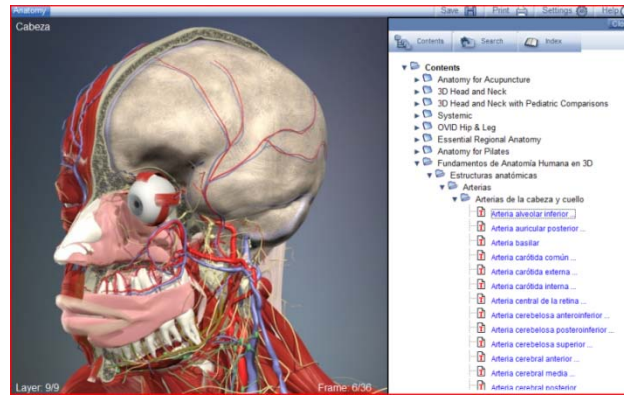 Anatomy
Save Print Settings Help
Cabeza
Contents Search Index
Contents
Anatomy for Acupuncture
3D Head and Neck
3D Head and Neck with Pediatric Comparisons
Systemic
OVID Hip & Leg
Essential Regional Anatomy
Anatomy for Pilates
Fundamentos de Anatomía Humana en 3D
Estructuras anatómicas
Arterias
Arterias de la cabeza y cuello
Arteria alveolar inferior ...
Arteria auricular posterior ...
Arteria basilar
Arteria carótida común ...
Arteria carótida externa ...
Arteria carótida interna ...
Arteria central de la retina ...
Arteria cerebelosa anteroinferior ...
Arteria cerebelosa posteroinferior ...
Arteria cerebelosa superior ...
Arteria cerebral anterior ...
Arteria cerebral media ...
Arteria cerebral posterior
Layer: 9/9 Frame: 6/36